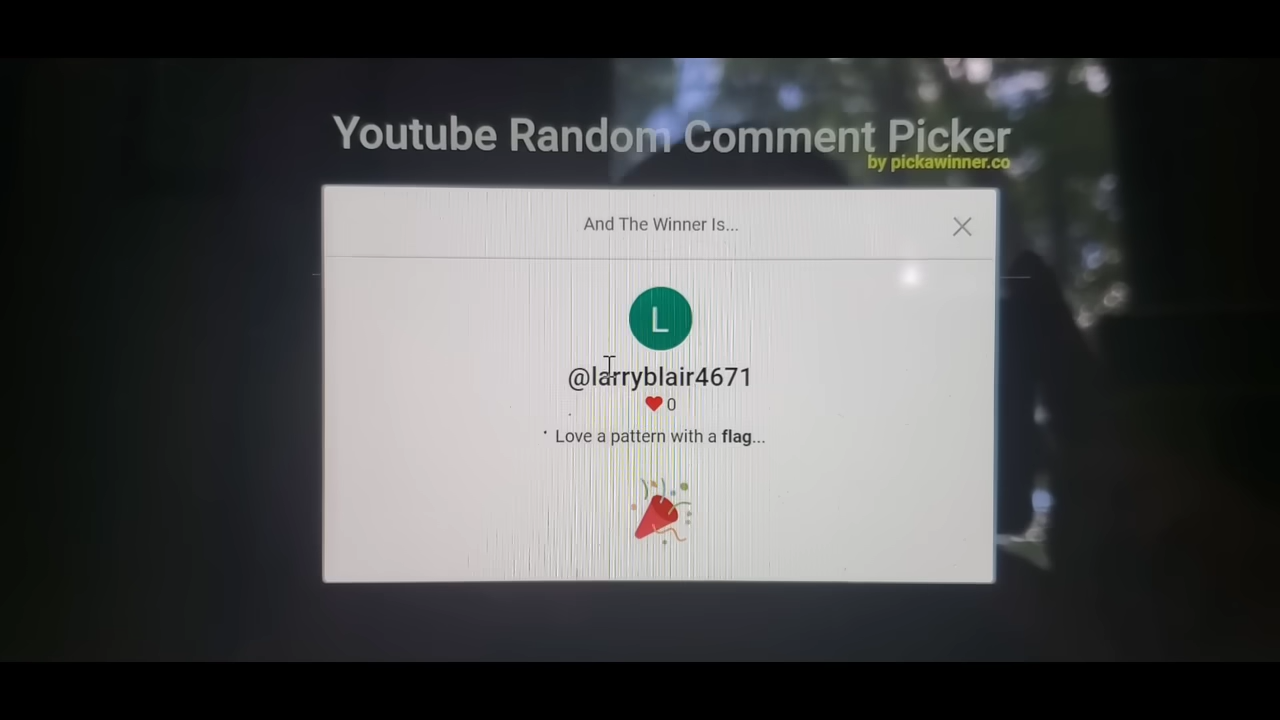 Youtube Random Comment Picker
by pickawinner.co
And The Winner Is...
L
@larryblair4671
0
Love a pattern with a flag...